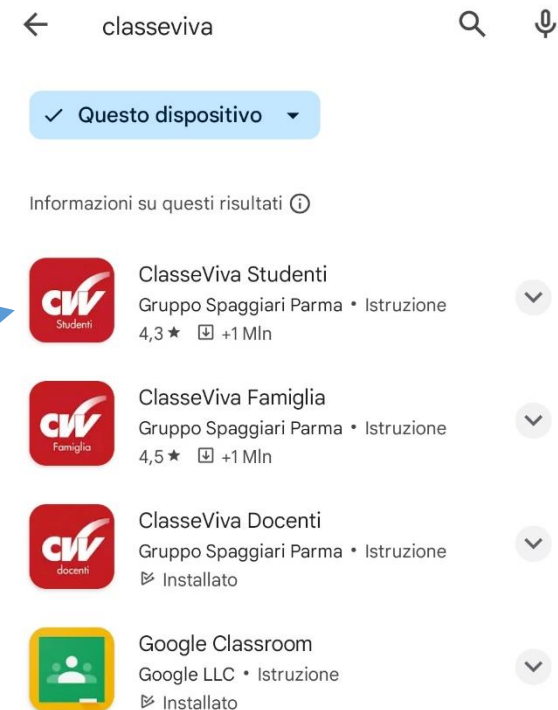 classeviva
Questo dispositivo
Informazioni su questi risultati
CVV
Studenti
ClasseViva Studenti
Gruppo Spaggiari Parma • Istruzione
4,3 ★ +1 Mln
CVV
Famiglia
ClasseViva Famiglia
Gruppo Spaggiari Parma • Istruzione
4,5 ★ +1 Mln
CVV
docenti
ClasseViva Docenti
Gruppo Spaggiari Parma • Istruzione
Installato
Google Classroom
Google LLC • Istruzione
Installato